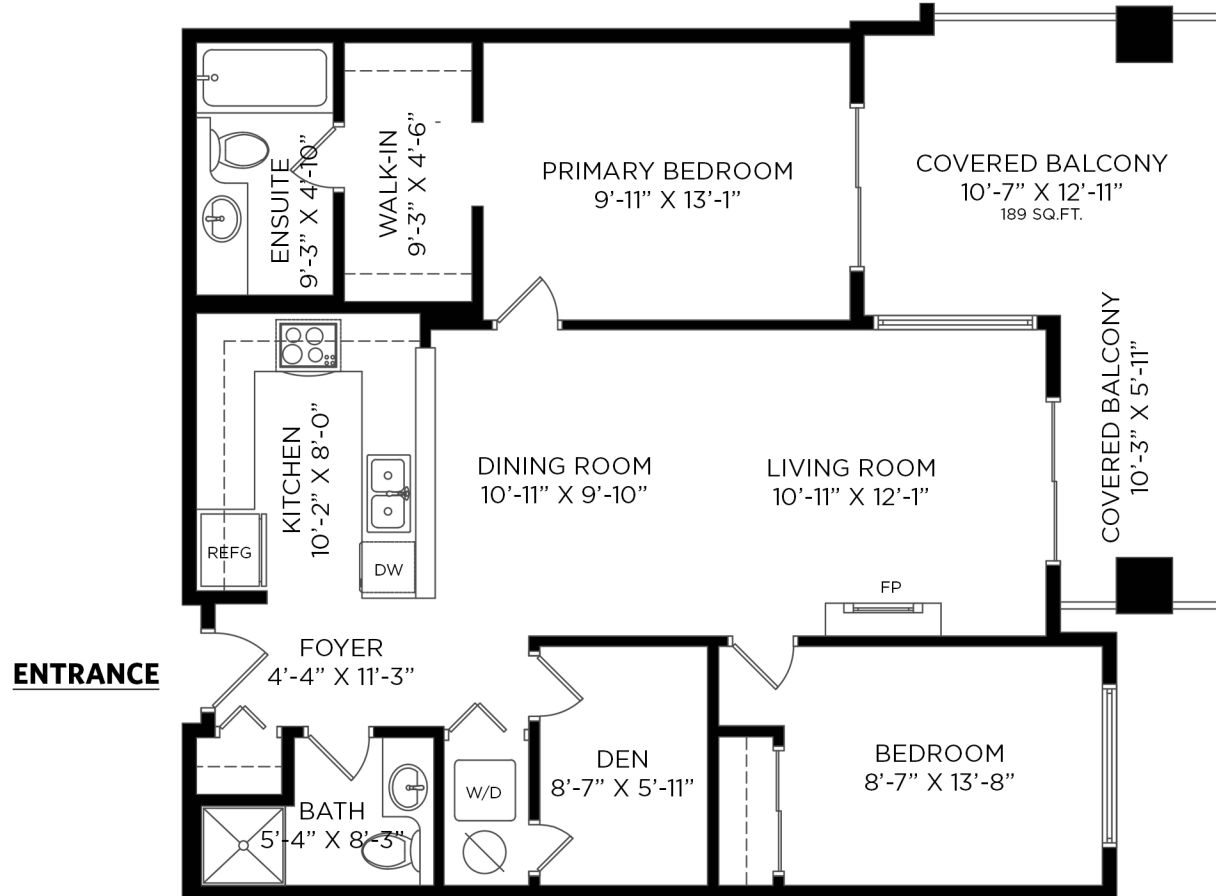 ENSUITE
9’-3” X 4’-10”
WALK-IN
9’-3” X 4’-6”
PRIMARY BEDROOM
9’-11” X 13’-1”
COVERED BALCONY
10’-7” X 12’-11”
189 SQ.FT.
COVERED BALCONY
10’-3” X 5’-11”
KITCHEN
10’-2” X 8’-0”
REFG
DW
DINING ROOM
10’-11” X 9’-10”
LIVING ROOM
10’-11” X 12’-1”
FP
ENTRANCE
FOYER
4’-4” X 11’-3”
BATH
5’-4” X 8’-3”
W/D
DEN
8’-7” X 5’-11”
BEDROOM
8’-7” X 13’-8”